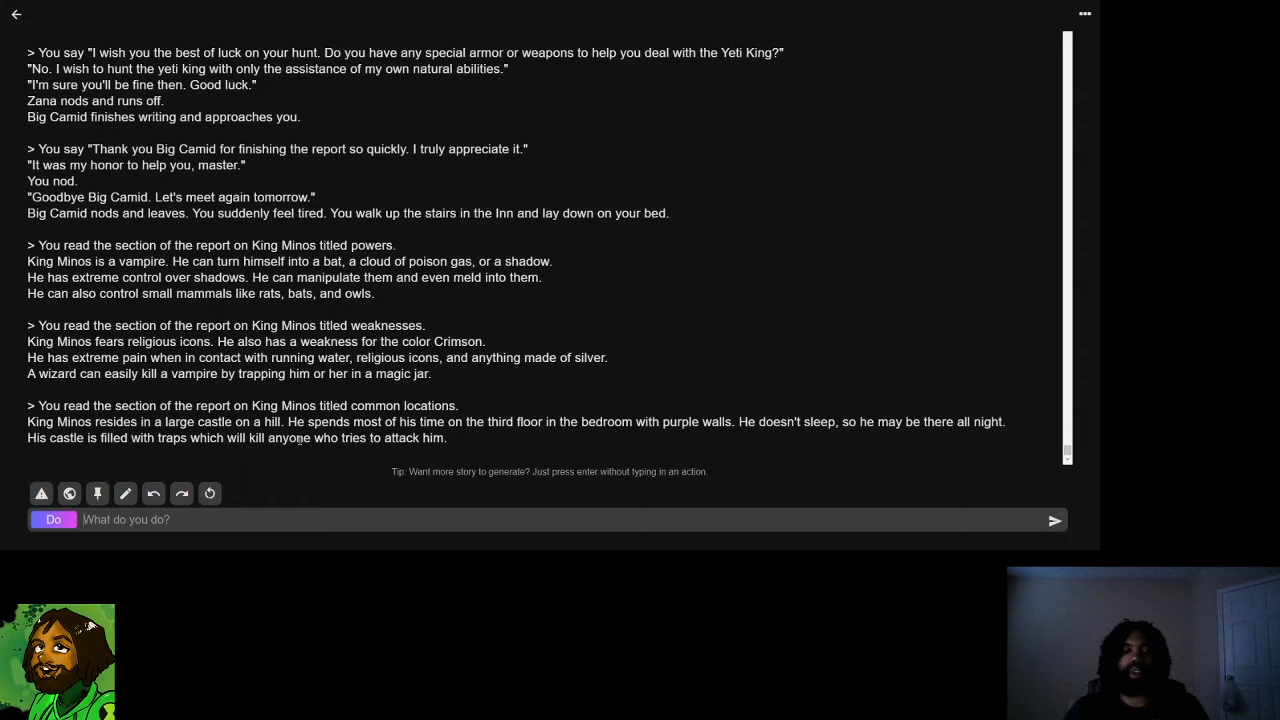 > You say "I wish you the best of luck on your hunt. Do you have any special armor or weapons to help you deal with the Yeti King?"
"No. I wish to hunt the yeti king with only the assistance of my own natural abilities."
"I'm sure you'll be fine then. Good luck."
Zana nods and runs off.
Big Camid finishes writing and approaches you.
> You say "Thank you Big Camid for finishing the report so quickly. I truly appreciate it."
"It was my honor to help you, master."
You nod.
"Goodbye Big Camid. Let's meet again tomorrow."
Big Camid nods and leaves. You suddenly feel tired. You walk up the stairs in the Inn and lay down on your bed.
> You read the section of the report on King Minos titled powers.
King Minos is a vampire. He can turn himself into a bat, a cloud of poison gas, or a shadow.
He has extreme control over shadows. He can manipulate them and even meld into them.
He can also control small mammals like rats, bats, and owls.
> You read the section of the report on King Minos titled weaknesses.
King Minos fears religious icons. He also has a weakness for the color Crimson.
He has extreme pain when in contact with running water, religious icons, and anything made of silver.
A wizard can easily kill a vampire by trapping him or her in a magic jar.
> You read the section of the report on King Minos titled common locations.
King Minos resides in a large castle on a hill. He spends most of his time on the third floor in the bedroom with purple walls. He doesn't sleep, so he may be there all night.
His castle is filled with traps which will kill anyone who tries to attack him.
Tip: Want more story to generate? Just press enter without typing in an action.
Do What do you do?